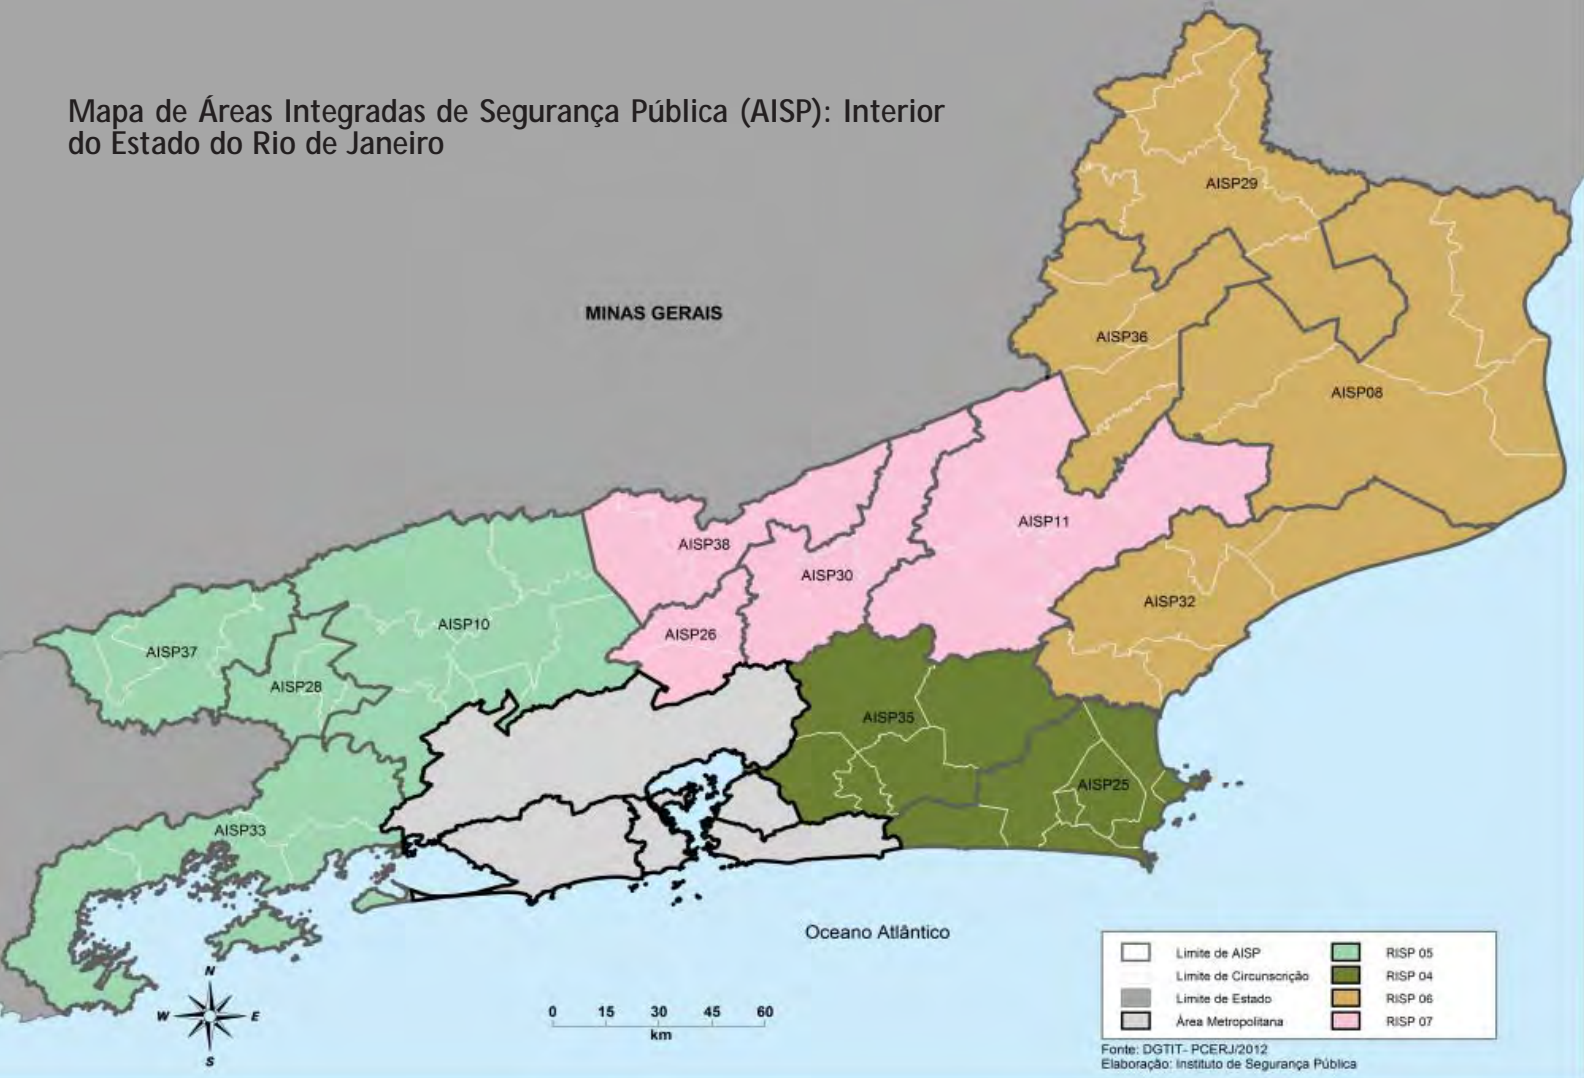 Mapa de Áreas Integradas de Segurança Pública (AISP): Interior
do Estado do Rio de Janeiro
AISP29
MINAS GERAIS
AISP36
AISP08
AISP11
AISP38
AISP30
AISP32
AISP10
AISP26
AISP37
AISP28
AISP35
AISP25
AISP33
Oceano Atlântico
N
W
E
S
0 15 30 45 60
km
Limite de AISP
Limite de Circunscrição
Limite de Estado
Área Metropolitana
RISP 05
RISP 04
RISP 06
RISP 07
Fonte: DGTIT- PCERJ/2012
Elaboração: Instituto de Segurança Pública